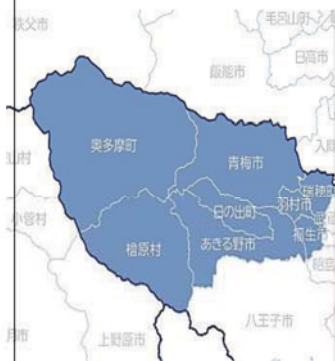 秩父市
毛呂山町
日高市
飯能市
入間
奥多摩町
青梅市
瑞穂町
山村
羽村市
日の出町
小菅村
福生市
檜原村
あきる野市
昭島
八王子市
月市
上野原市